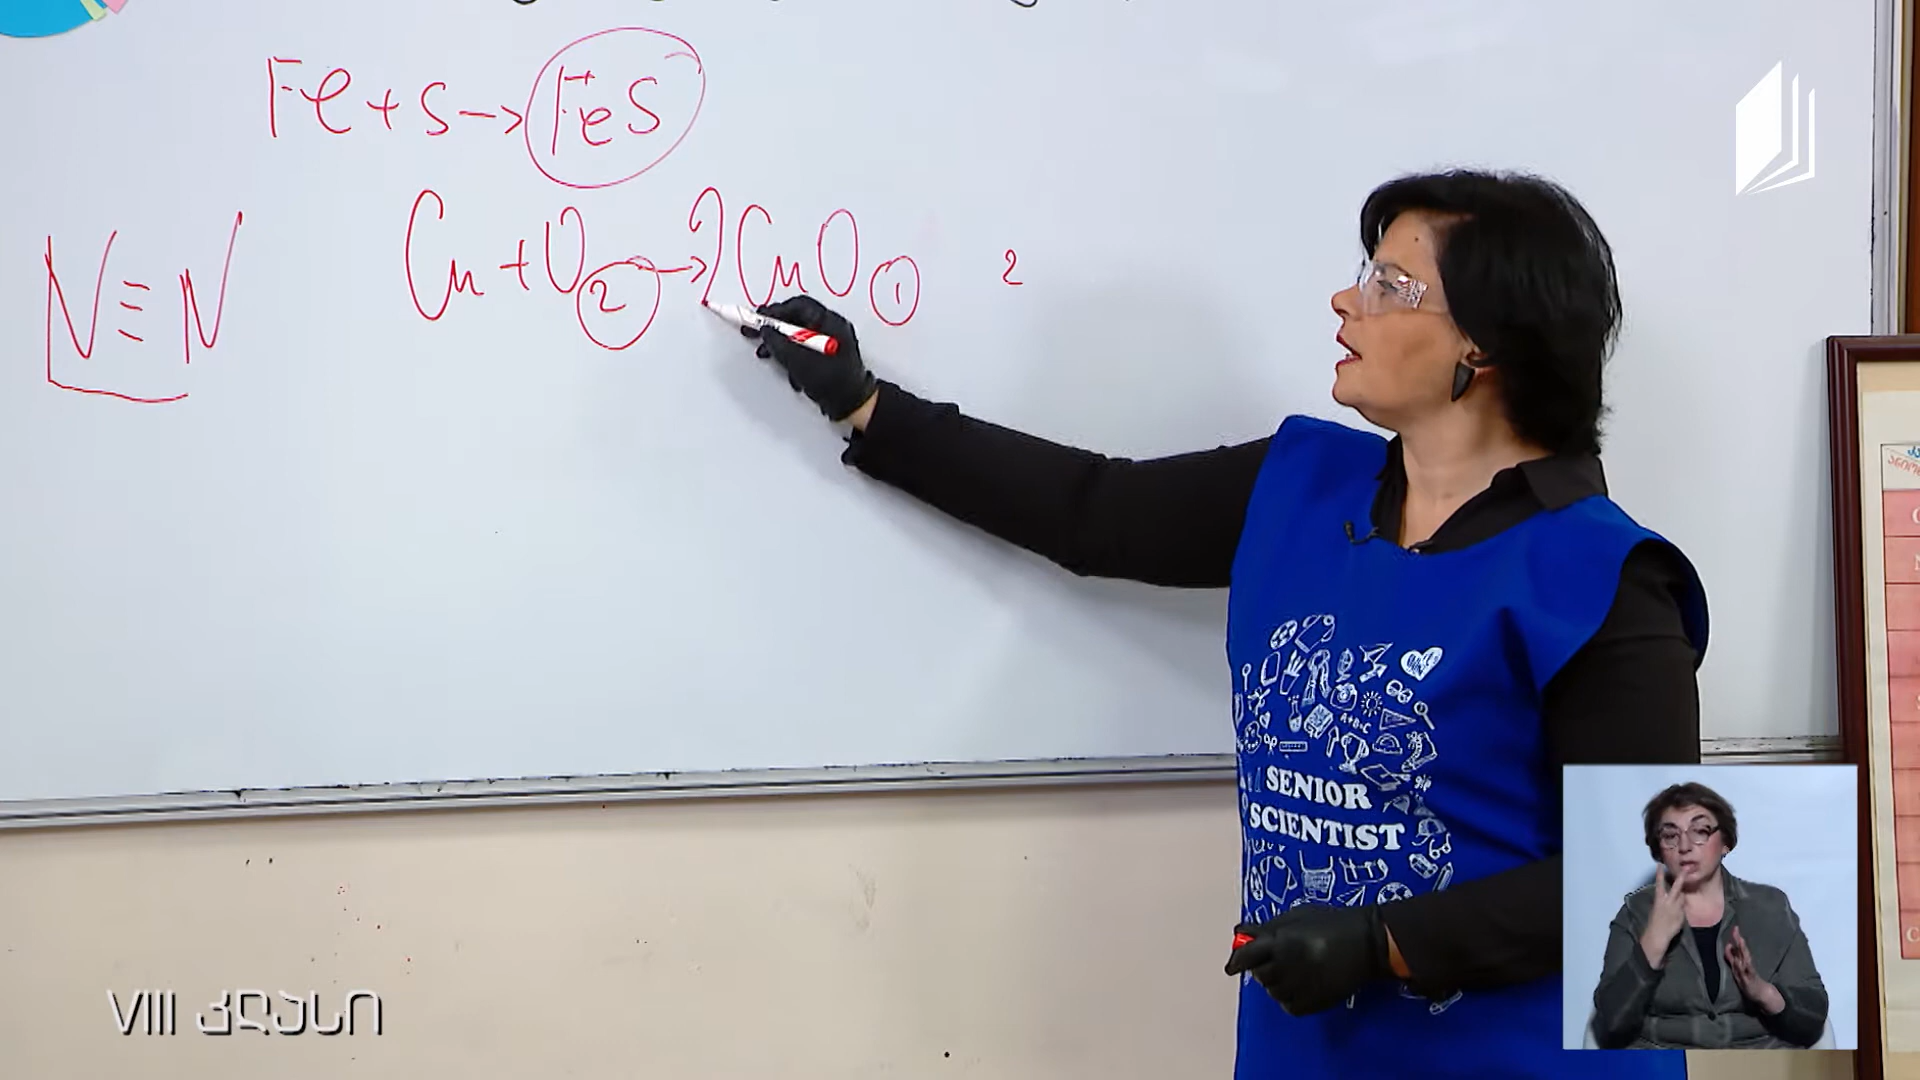 Fe + S → FeS
Cu + O₂ → 2CuO 1 2
N ≡ N
SENIOR
SCIENTIST
VIII კლასი